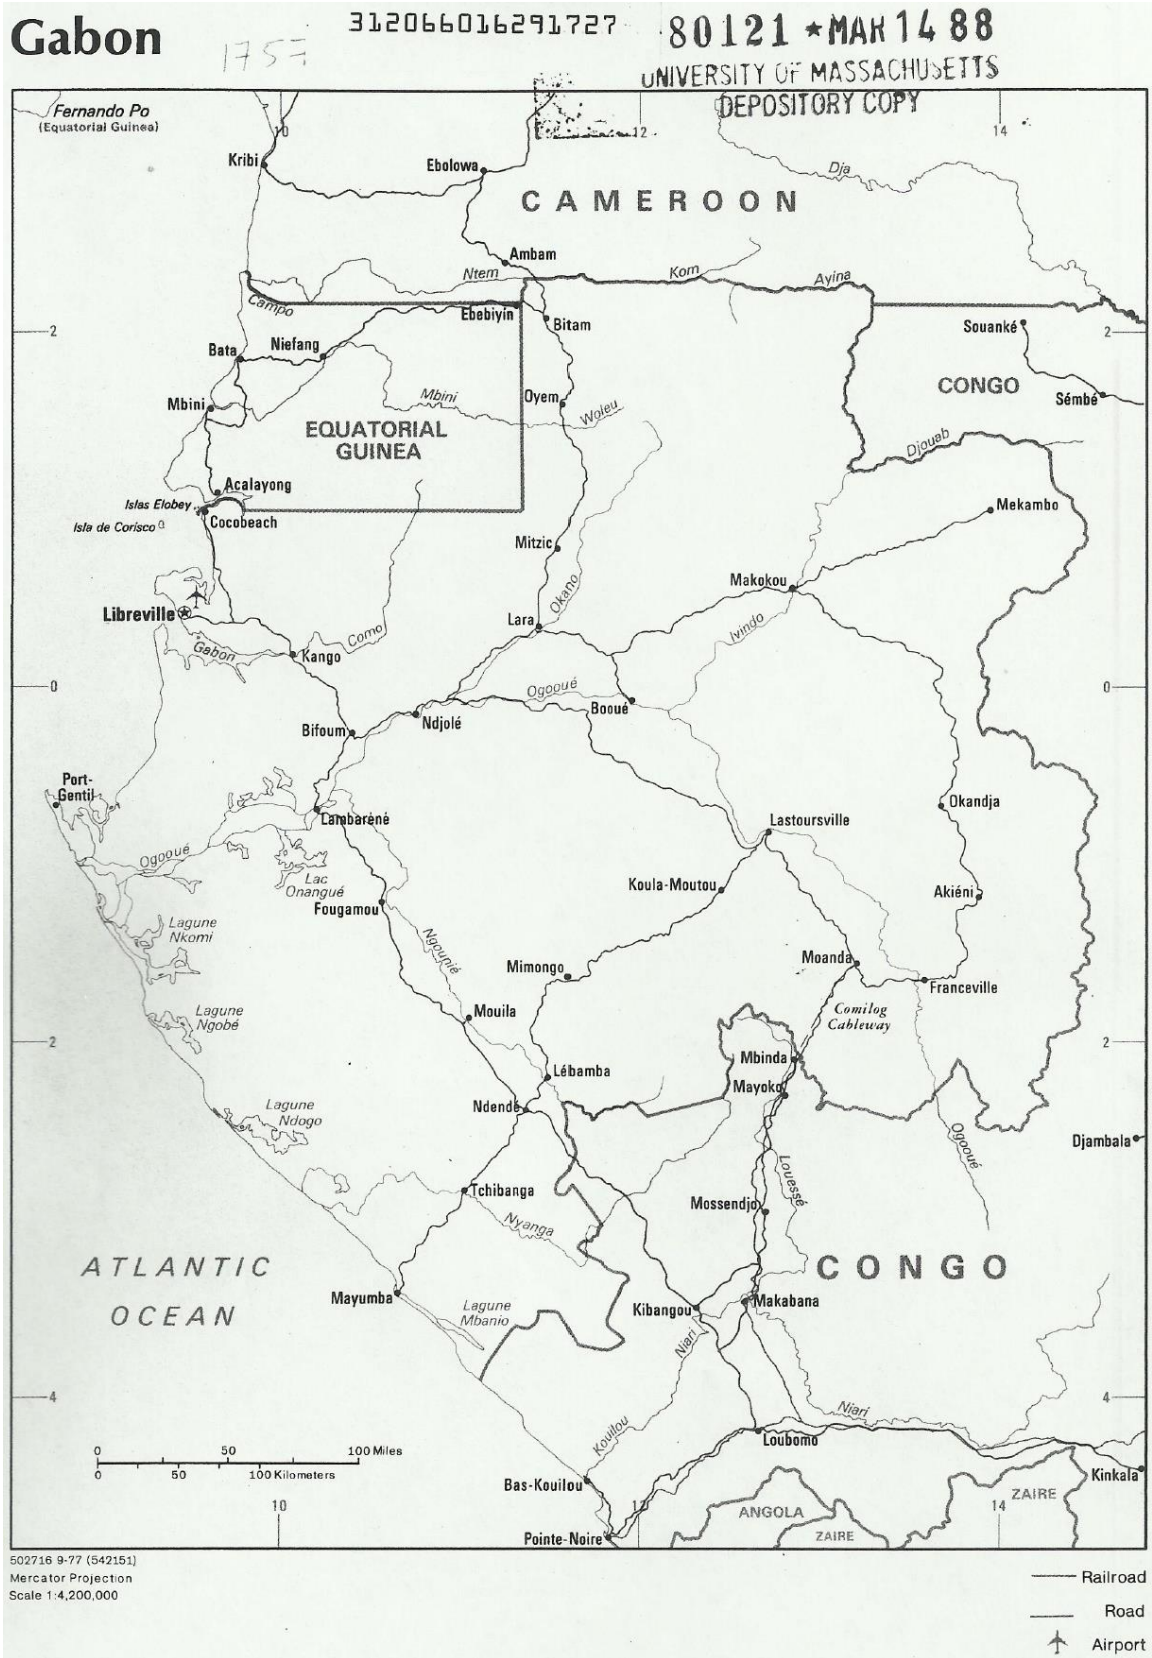 Gabon
31206601629172​7
80121 ★MAR 14 88
1757
UNIVERSITY OF MASSACHUSETTS
DEPOSITORY COPY
Fernando Po
(Equatorial Guinea)
10
12
14
Kribi
Ebolowa
Dja
CAMEROON
Ambam
Ntem
Kom
Ayina
Campo
Ebebiyin
Bitam
Souanké
2
2
Bata
Niefang
CONGO
Mbini
Mbini
Oyem
Woleu
Sémbé
EQUATORIAL
GUINEA
Djouab
Acalayong
Islas Elobey
Isla de Corisco
Cocobeach
Mekambo
Mitzic
Makokou
Okano
Libreville
Lara
Ivindo
Como
Gabon
Kango
0
0
Ogooué
Booué
Ndjolé
Bifoum
Port-
Gentil
Okandja
Lambaréné
Lastoursville
Ogooué
Lac
Onangué
Koula-Moutou
Akiéni
Fougamou
Lagune
Nkomi
Ngounié
Mimongo
Moanda
Franceville
Lagune
Ngobé
Mouila
Comilog
Cableway
2
2
Mbinda
Lébamba
Mayoko
Lagune
Ndogo
Ndendé
Ogooué
Djambala
Louessé
Tchibanga
Mossendjo
Nyanga
ATLANTIC
OCEAN
CONGO
Mayumba
Lagune
Mbanio
Kibangou
Makabana
Niari
4
4
Niari
Kouilou
Loubomo
0 50 100 Miles
0 50 100 Kilometers
Kinkala
Bas-Kouilou
10
12
14
ZAIRE
ANGOLA
ZAIRE
Pointe-Noire
502716 9-77 (542151)
Mercator Projection
Scale 1:4,200,000
Railroad
Road
Airport